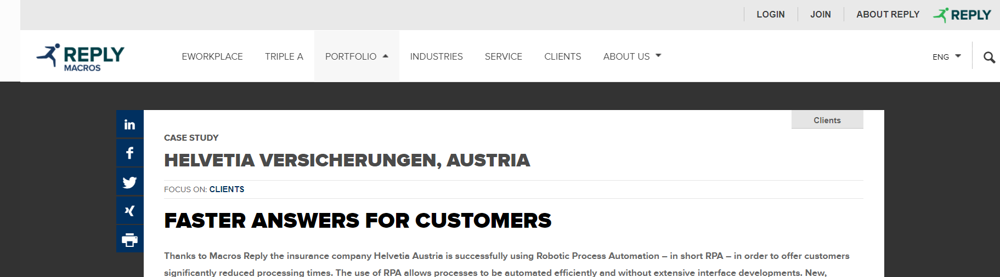 LOGIN
JOIN
ABOUT REPLY
REPLY
REPLY
MACROS
EWORKPLACE
TRIPLE A
PORTFOLIO
INDUSTRIES
SERVICE
CLIENTS
ABOUT US
ENG
Clients
CASE STUDY
HELVETIA VERSICHERUNGEN, AUSTRIA
FOCUS ON: CLIENTS
FASTER ANSWERS FOR CUSTOMERS
Thanks to Macros Reply the insurance company Helvetia Austria is successfully using Robotic Process Automation – in short RPA – in order to offer customers
significantly reduced processing times. The use of RPA allows processes to be automated efficiently and without extensive interface developments. New,